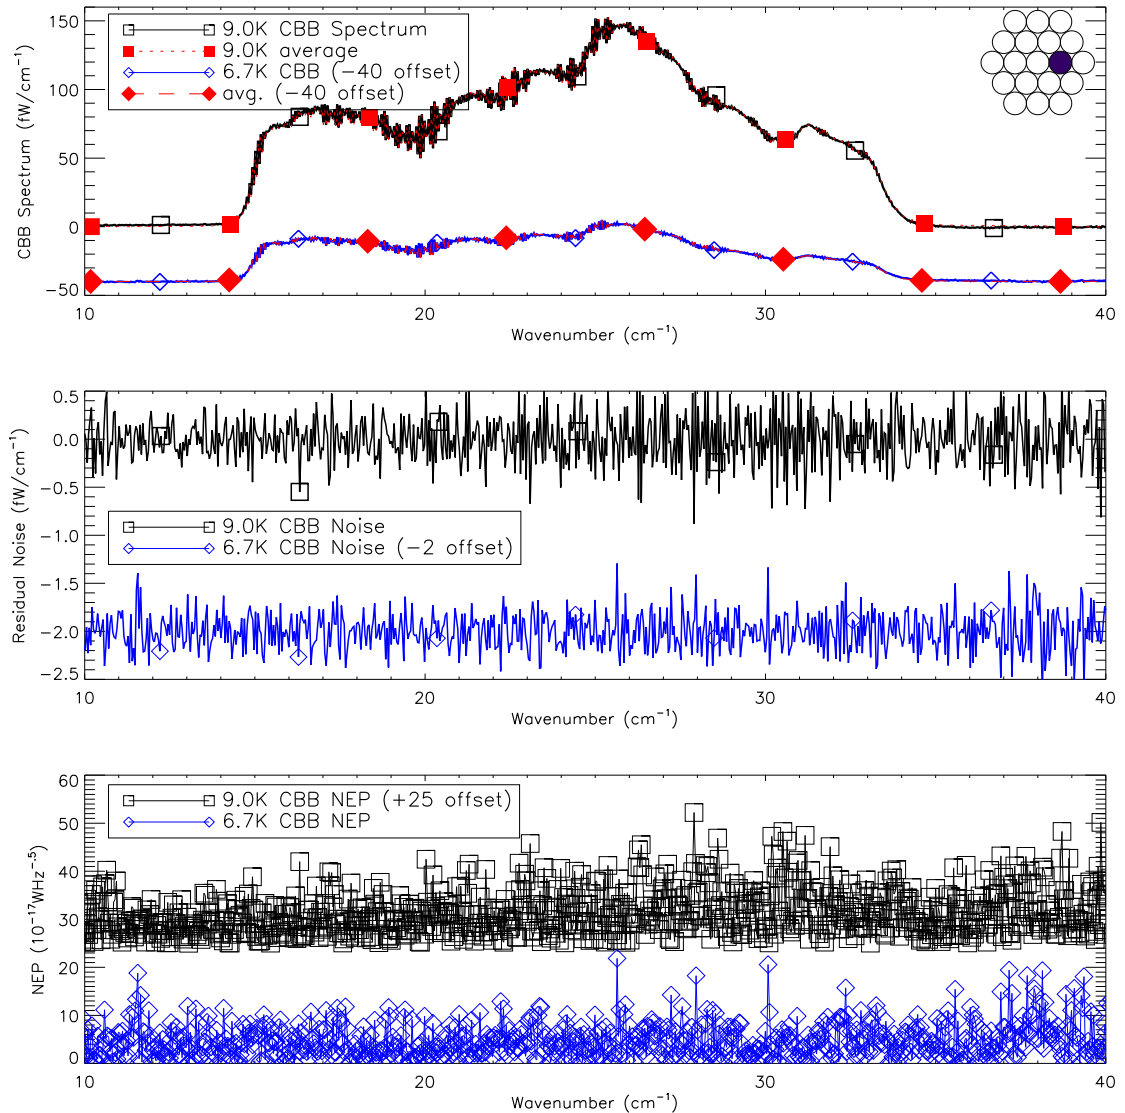 CBB Spectrum (fW/cm⁻¹)
150
100
50
0
−50
9.0K CBB Spectrum
9.0K average
6.7K CBB (−40 offset)
avg. (−40 offset)
10 20 30 40
Wavenumber (cm⁻¹)
Residual Noise (fW/cm⁻¹)
0.5
0.0
−0.5
−1.0
−1.5
−2.0
−2.5
9.0K CBB Noise
6.7K CBB Noise (−2 offset)
10 20 30 40
Wavenumber (cm⁻¹)
NEP (10⁻¹⁷WHz⁻·⁵)
60
50
40
30
20
10
0
9.0K CBB NEP (+25 offset)
6.7K CBB NEP
10 20 30 40
Wavenumber (cm⁻¹)